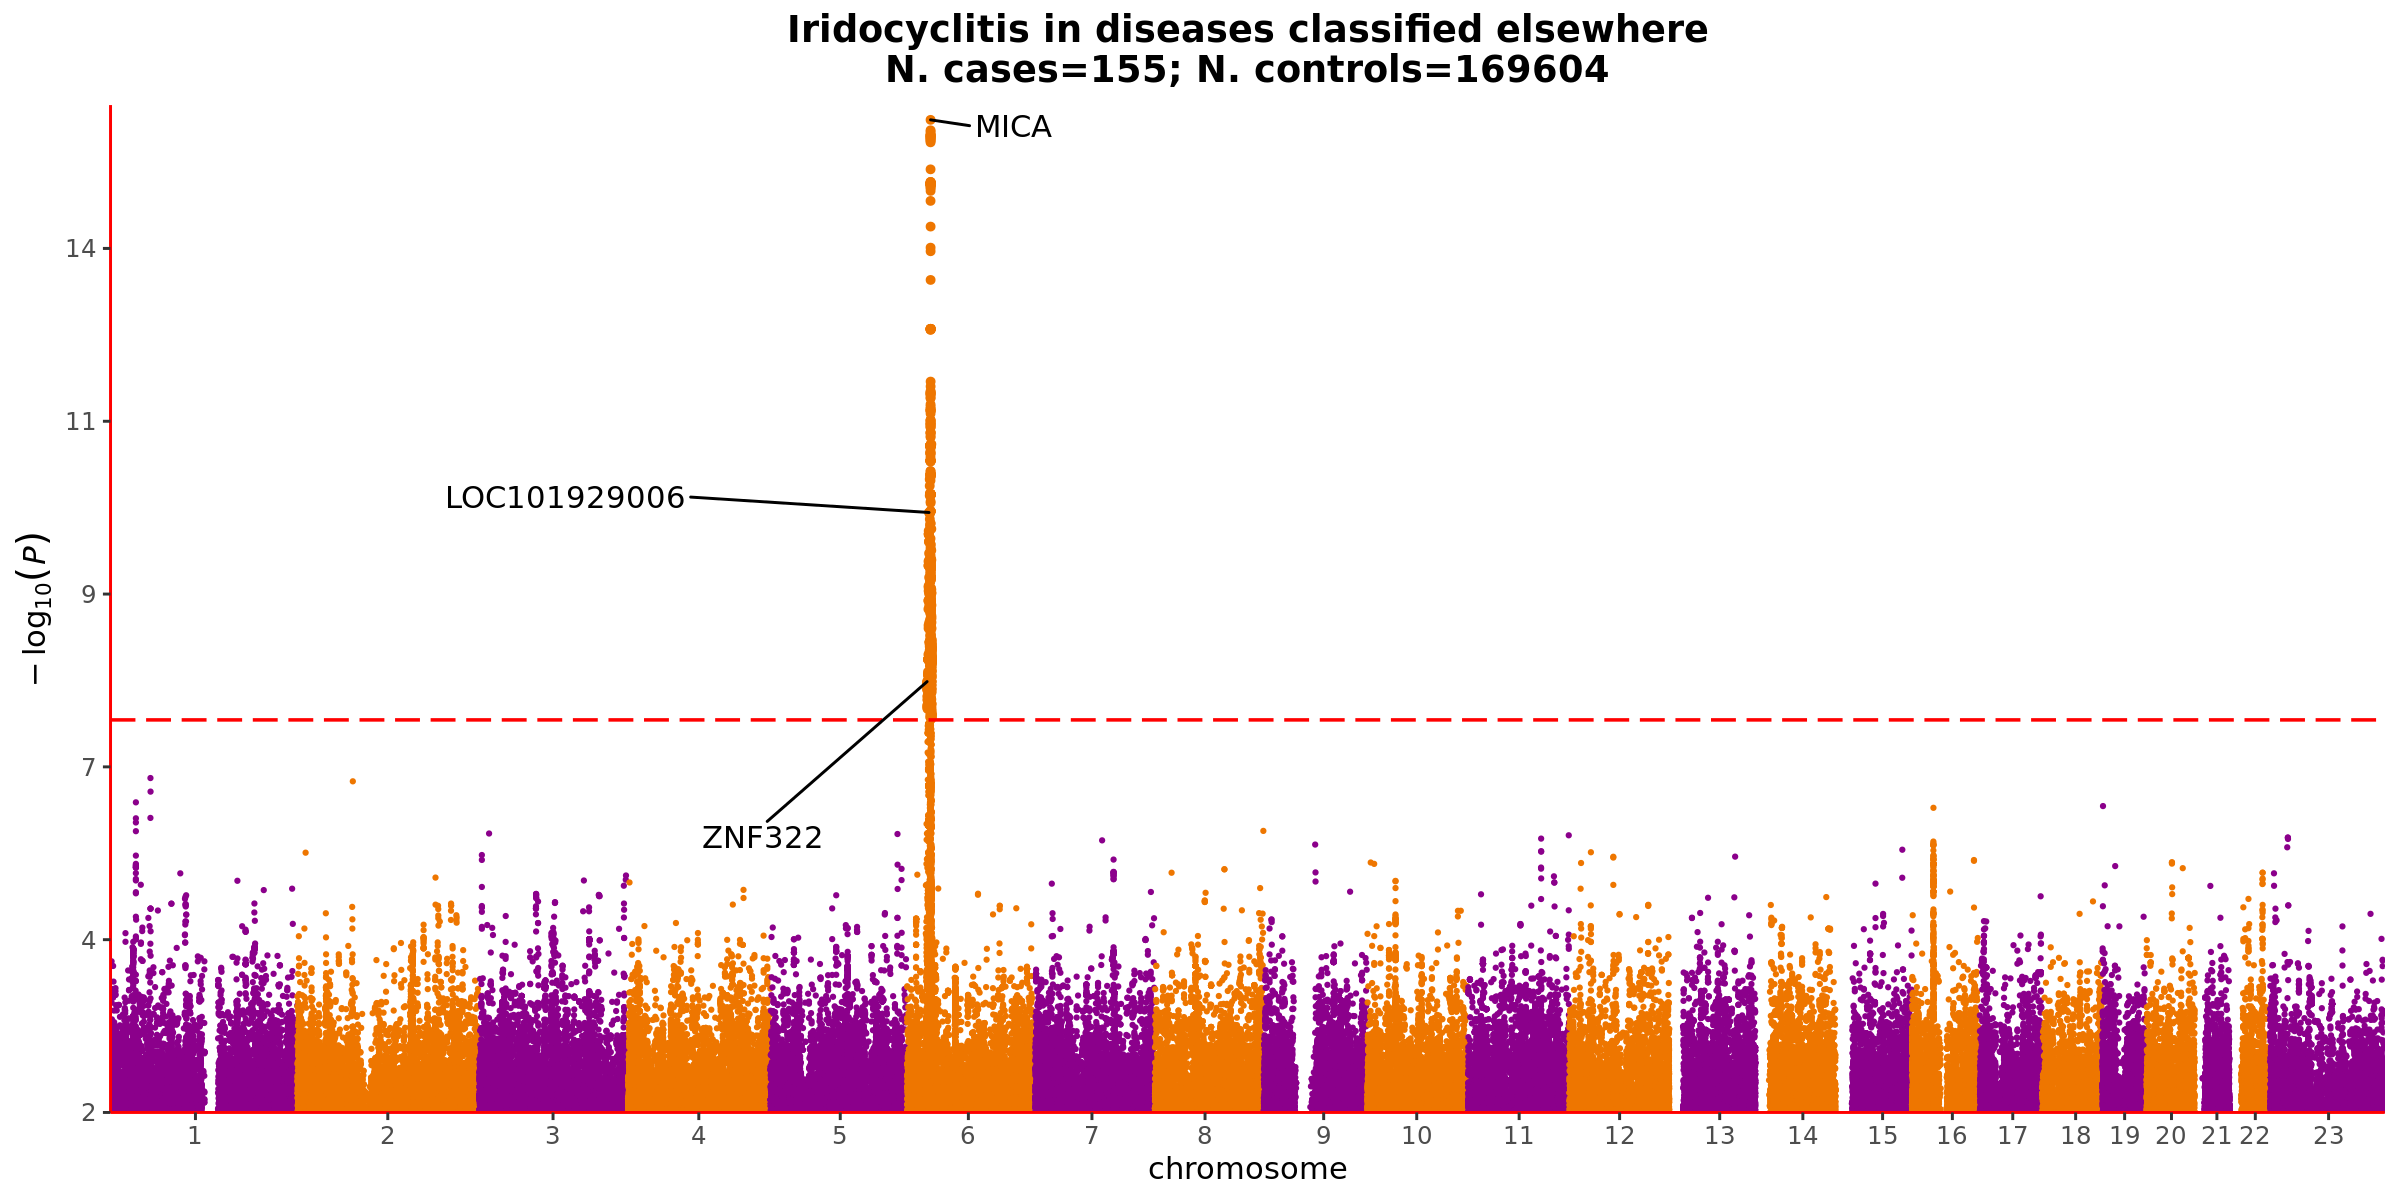 Iridocyclitis in diseases classified elsewhere
N. cases=155; N. controls=169604
MICA
14
11
LOC101929006
−log10(P)
9
7
ZNF322
4
2
1 2 3 4 5 6 7 8 9 10 11 12 13 14 15 16 17 18 19 20 21 22 23
chromosome